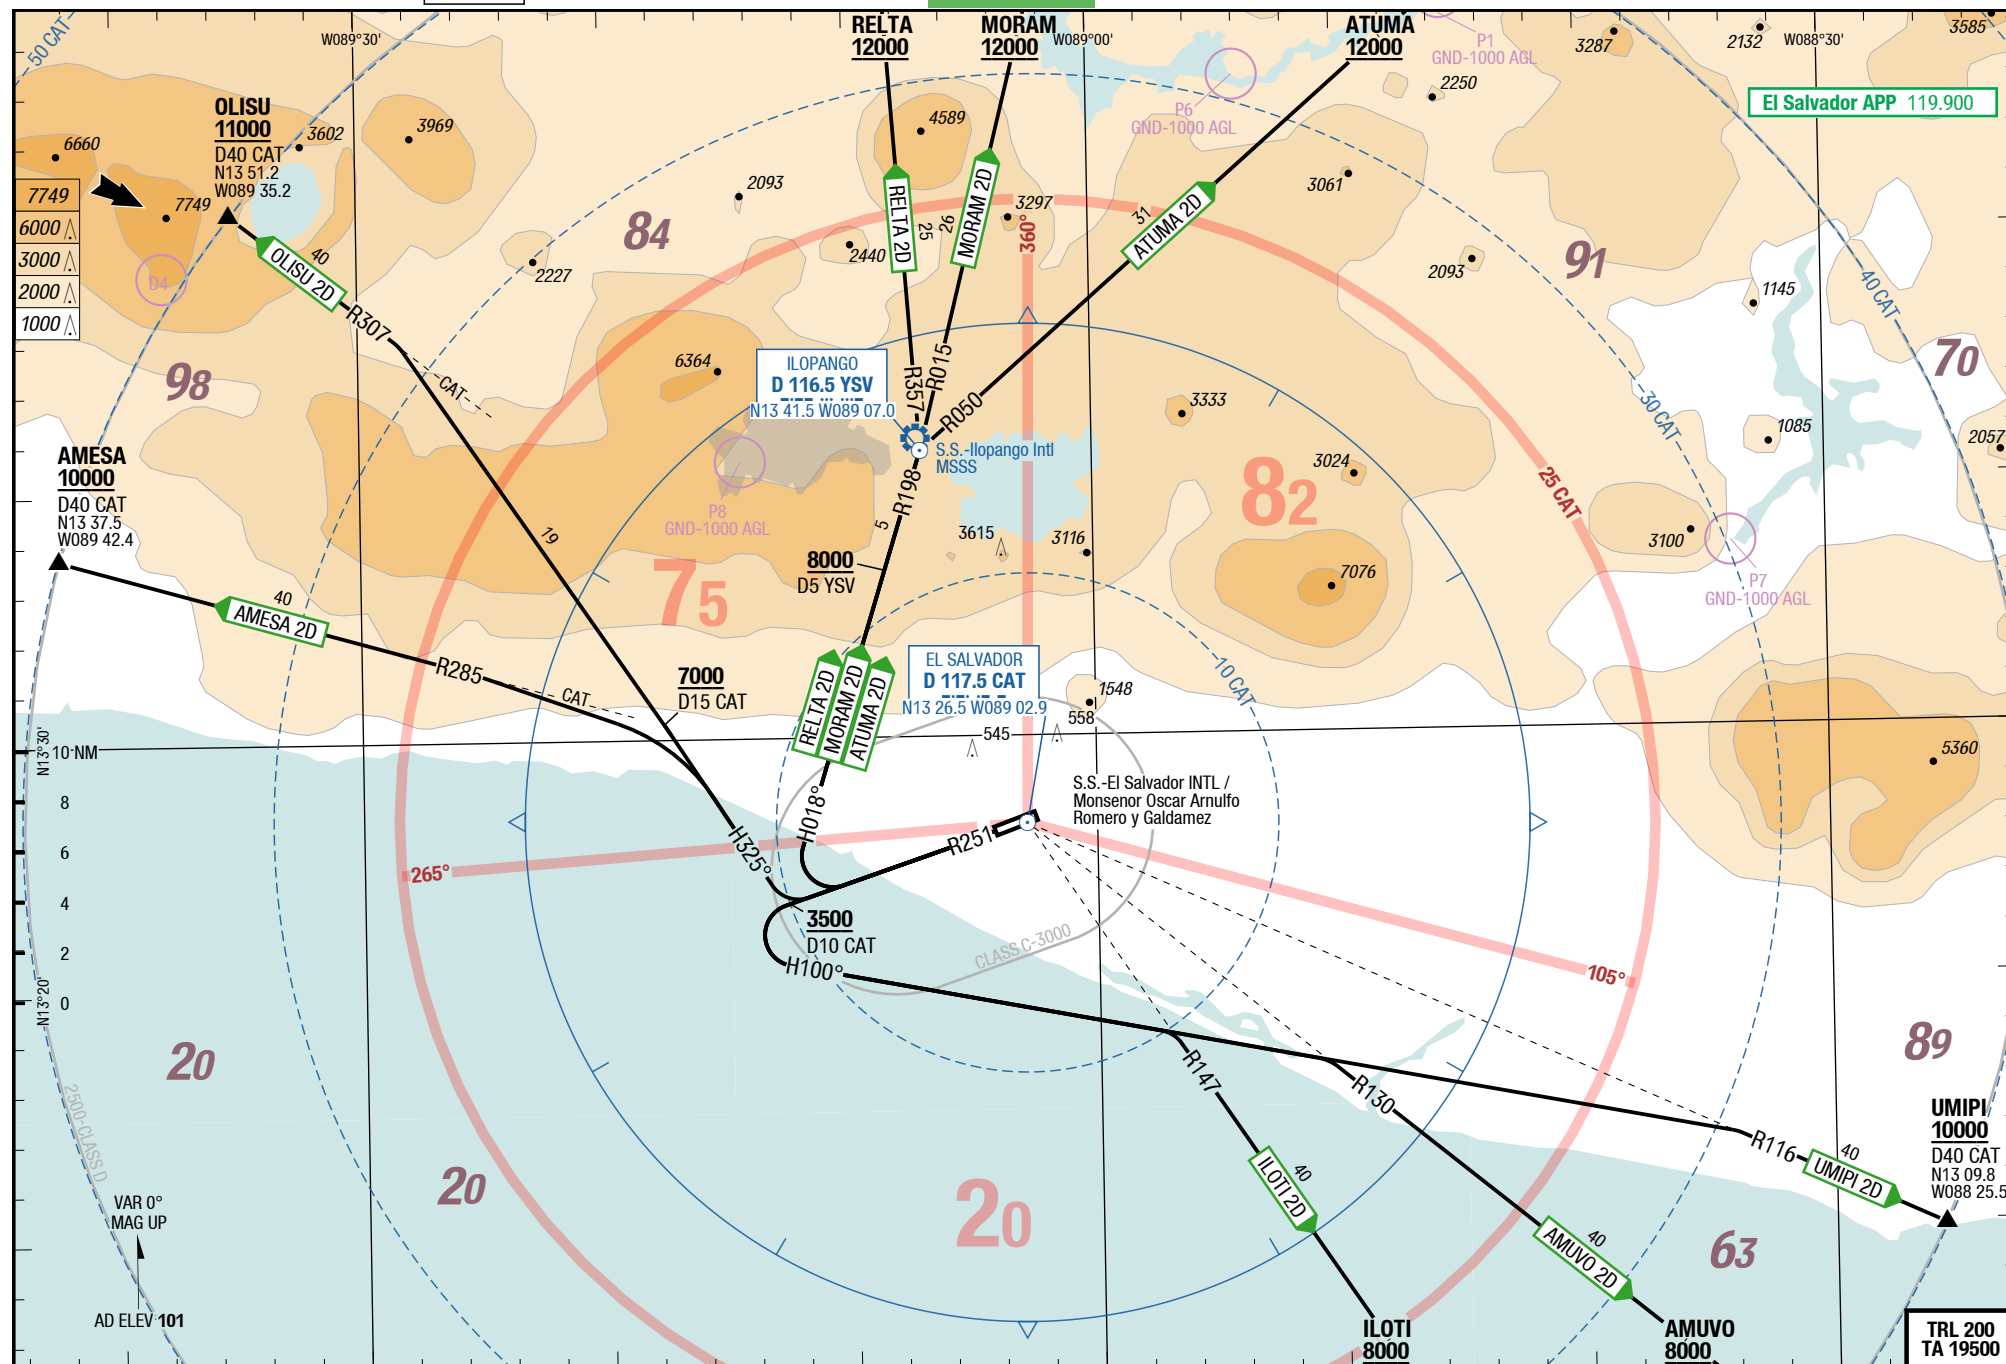 50 CAT
W089°30'
RELTA
12000
MORAM
12000
W089°00'
ATUMA
12000
P1
GND-1000 AGL
3287
2132
W088°30'
3585
El Salvador APP 119.900
OLISU
11000
D40 CAT
N13 51.2
W089 35.2
3602
3969
4589
P6
GND-1000 AGL
2250
6660
7749
6000
3000
2000
1000
7749
D4
2093
3061
3297
84
2227
2440
RELTA 2D
25
26
MORAM 2D
360°
31
ATUMA 2D
2093
91
1145
40 CAT
40
OLISU 2D
R307
CAT
98
6364
ILOPANGO
D 116.5 YSV
N13 41.5 W089 07.0
R357
R015
R050
3333
30 CAT
70
1085
2057
S.S.-Ilopango Intl
MSSS
AMESA
10000
D40 CAT
N13 37.5
W089 42.4
P8
GND-1000 AGL
R198
5
3024
82
25 CAT
3100
P7
GND-1000 AGL
19
3615
3116
7076
8000
D5 YSV
75
40
AMESA 2D
R285
CAT
7000
D15 CAT
RELTA 2D
MORAM 2D
ATUMA 2D
EL SALVADOR
D 117.5 CAT
N13 26.5 W089 02.9
1548
558
545
10 CAT
5360
N13°30'
10 NM
8
6
4
2
0
N13°20'
S.S.-El Salvador INTL /
Monsenor Oscar Arnulfo
Romero y Galdamez
H018°
H325°
R251
265°
3500
D10 CAT
CLASS C-3000
H100°
105°
20
2500-CLASS D
20
20
R147
R130
R116
89
UMIPI
10000
D40 CAT
N13 09.8
W088 25.5
40
UMIPI 2D
40
ILOTI 2D
40
AMUVO 2D
63
VAR 0°
MAG UP
AD ELEV 101
ILOTI
8000
AMUVO
8000
TRL 200
TA 19500